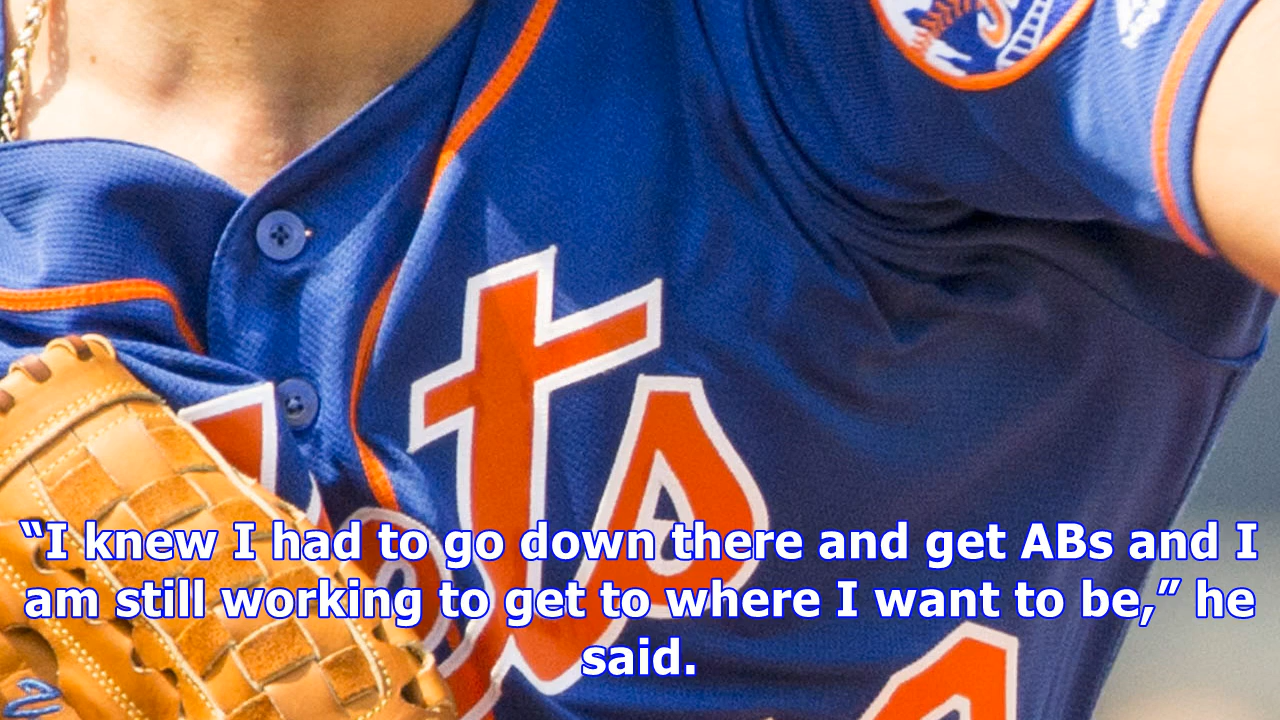 ets
“I knew I had to go down there and get ABs and I
am still working to get to where I want to be,” he
said.